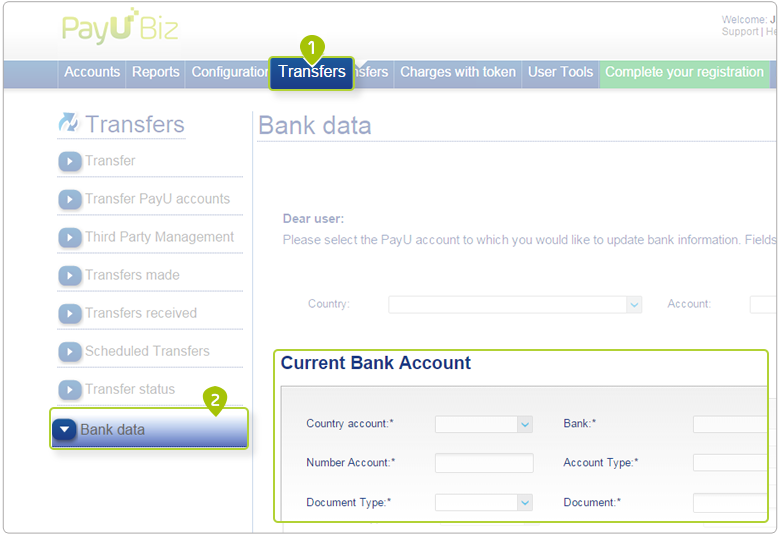 PayU Biz
Welcome: J
Support | He
1
Accounts Reports Configuration Transfers sfers Charges with token User Tools Complete your registration
Transfers
Transfer
Transfer PayU accounts
Third Party Management
Transfers made
Transfers received
Scheduled Transfers
Transfer status
2
Bank data
Bank data
Dear user:
Please select the PayU account to which you would like to update bank information. Fields
Country: Account:
Current Bank Account
Country account:* Bank:*
Number Account:* Account Type:*
Document Type:* Document:*